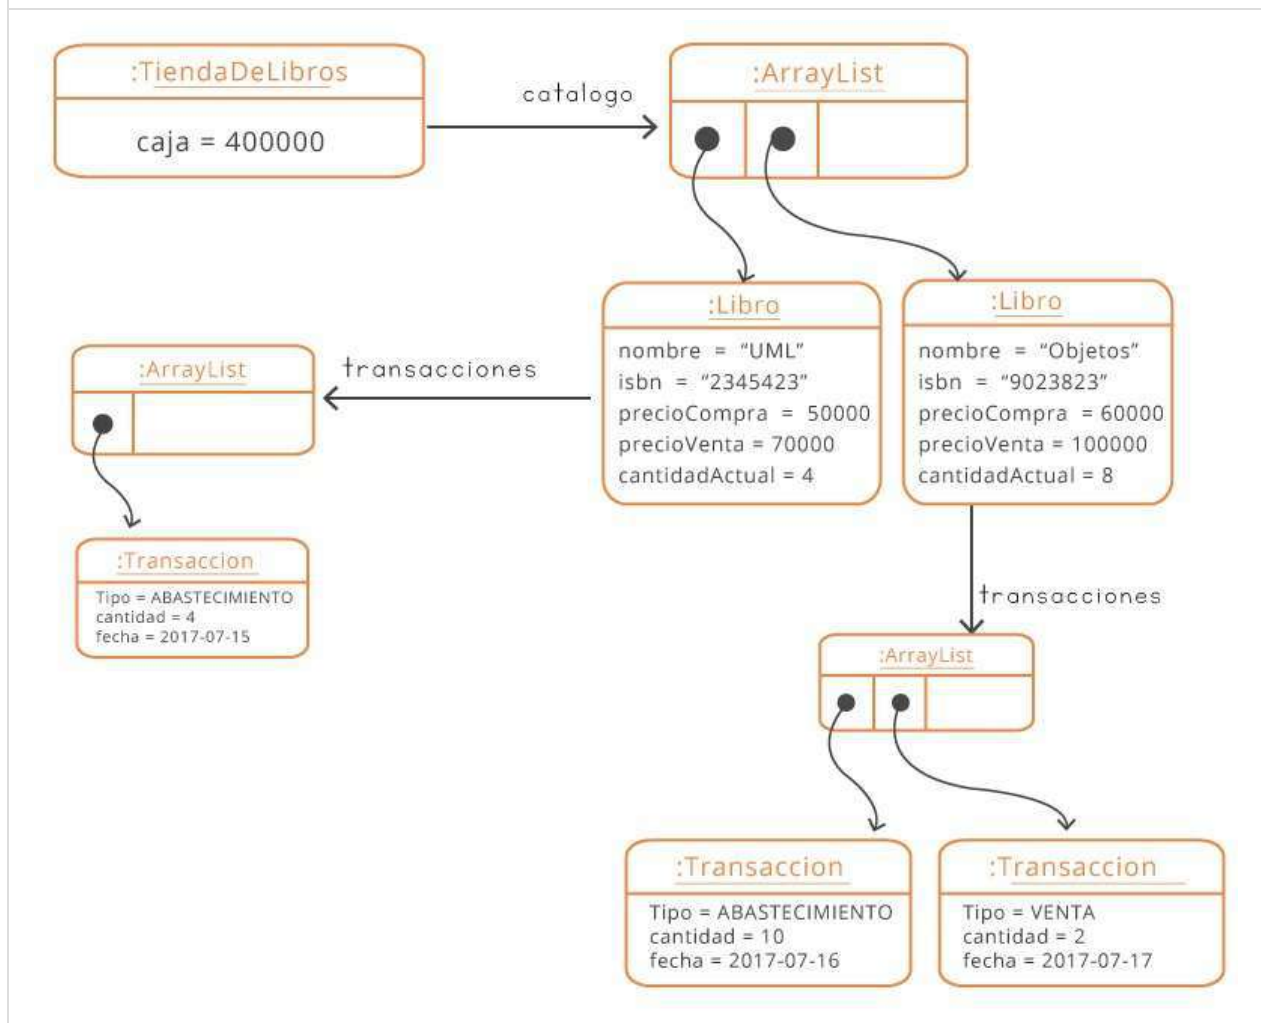 :TiendaDeLibros
caja = 400000
catalogo
:ArrayList
:Libro
nombre = “UML”
isbn = “2345423”
precioCompra = 50000
precioVenta = 70000
cantidadActual = 4
:Libro
nombre = “Objetos”
isbn = “9023823”
precioCompra = 60000
precioVenta = 100000
cantidadActual = 8
transacciones
:ArrayList
:Transaccion
Tipo = ABASTECIMIENTO
cantidad = 4
fecha = 2017-07-15
transacciones
:ArrayList
:Transaccion
Tipo = ABASTECIMIENTO
cantidad = 10
fecha = 2017-07-16
:Transaccion
Tipo = VENTA
cantidad = 2
fecha = 2017-07-17